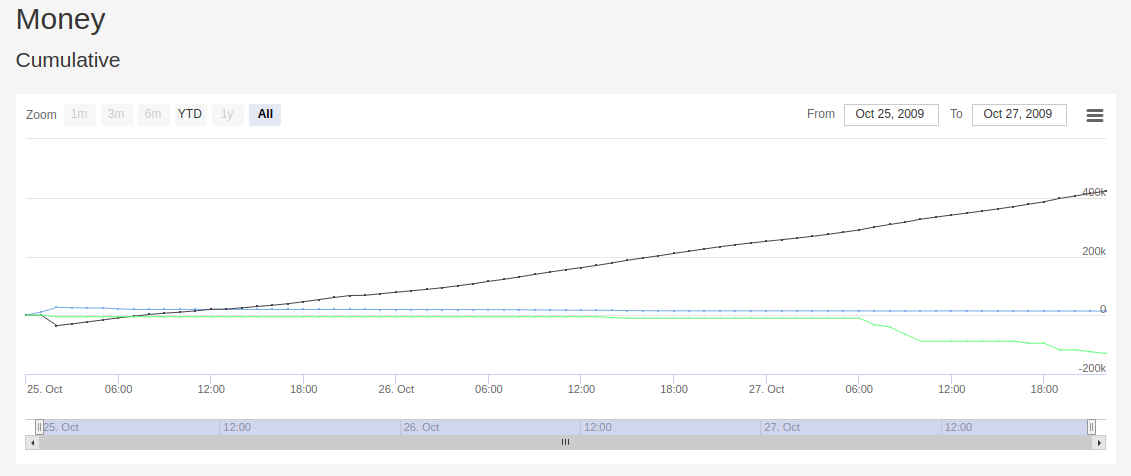 Money
Cumulative
Zoom 1m 3m 6m YTD 1y All From Oct 25, 2009 To Oct 27, 2009
400k
200k
0
-200k
25. Oct 06:00 12:00 18:00 26. Oct 06:00 12:00 18:00 27. Oct 06:00 12:00 18:00
25. Oct 12:00 26. Oct 12:00 27. Oct 12:00